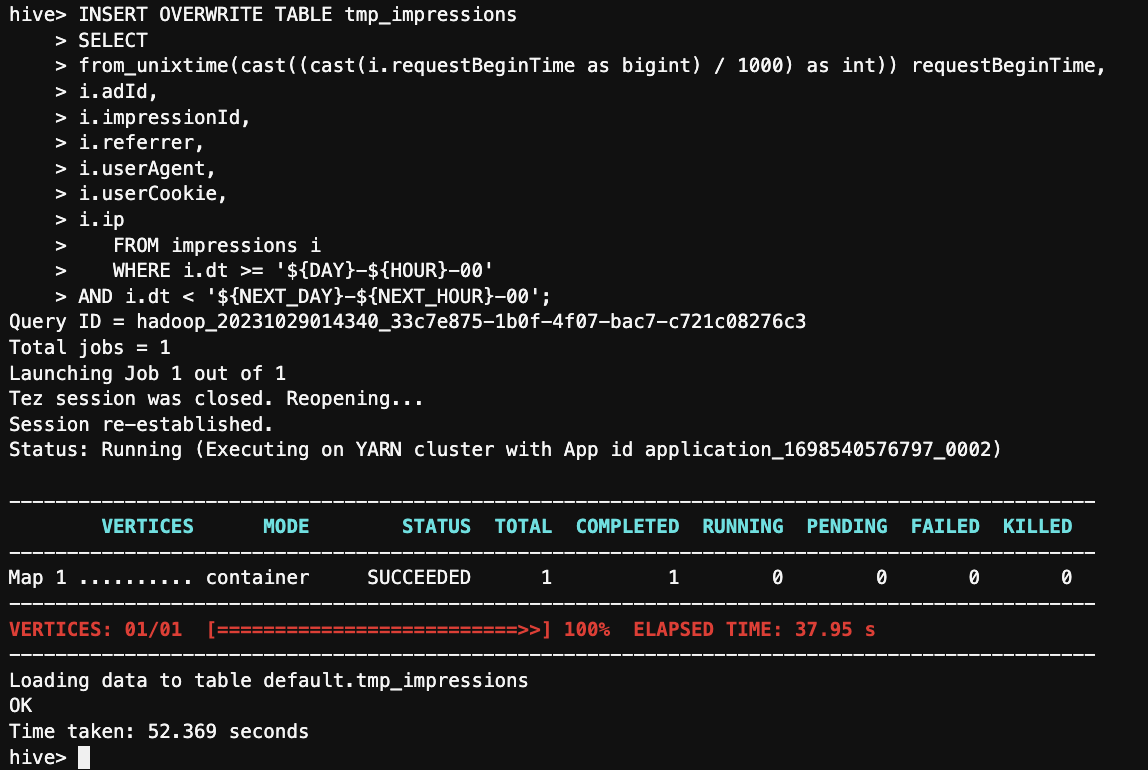 hive> INSERT OVERWRITE TABLE tmp_impressions
    > SELECT
    > from_unixtime(cast((cast(i.requestBeginTime as bigint) / 1000) as int)) requestBeginTime,
    > i.adId,
    > i.impressionId,
    > i.referrer,
    > i.userAgent,
    > i.userCookie,
    > i.ip
    >    FROM impressions i
    >    WHERE i.dt >= '${DAY}-${HOUR}-00'
    > AND i.dt < '${NEXT_DAY}-${NEXT_HOUR}-00';
Query ID = hadoop_20231029014340_33c7e875-1b0f-4f07-bac7-c721c08276c3
Total jobs = 1
Launching Job 1 out of 1
Tez session was closed. Reopening...
Session re-established.
Status: Running (Executing on YARN cluster with App id application_1698540576797_0002)
----------------------------------------------------------------------------------------------
        VERTICES      MODE        STATUS  TOTAL  COMPLETED  RUNNING  PENDING  FAILED  KILLED
----------------------------------------------------------------------------------------------
Map 1 .......... container     SUCCEEDED      1          1        0        0       0       0
----------------------------------------------------------------------------------------------
VERTICES: 01/01  [==========================>>] 100%  ELAPSED TIME: 37.95 s
----------------------------------------------------------------------------------------------
Loading data to table default.tmp_impressions
OK
Time taken: 52.369 seconds
hive>